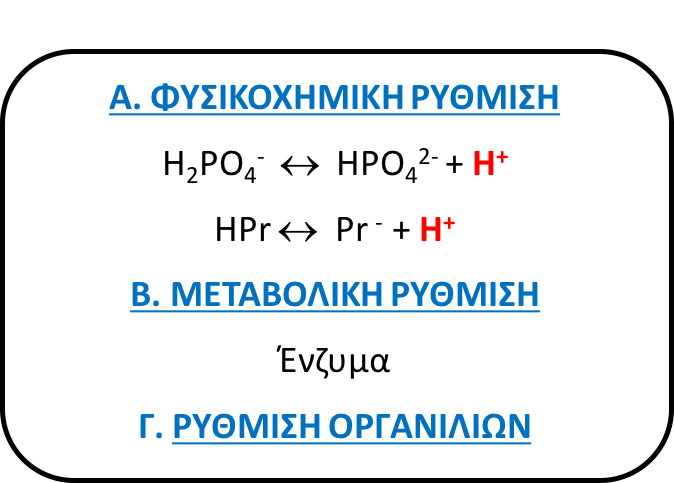 Α. ΦΥΣΙΚΟΧΗΜΙΚΗ ΡΥΘΜΙΣΗ
H₂PO₄⁻ ↔ HPO₄²⁻ + H⁺
HPr ↔ Pr⁻ + H⁺
Β. ΜΕΤΑΒΟΛΙΚΗ ΡΥΘΜΙΣΗ
Ένζυμα
Γ. ΡΥΘΜΙΣΗ ΟΡΓΑΝΙΛΙΩΝ